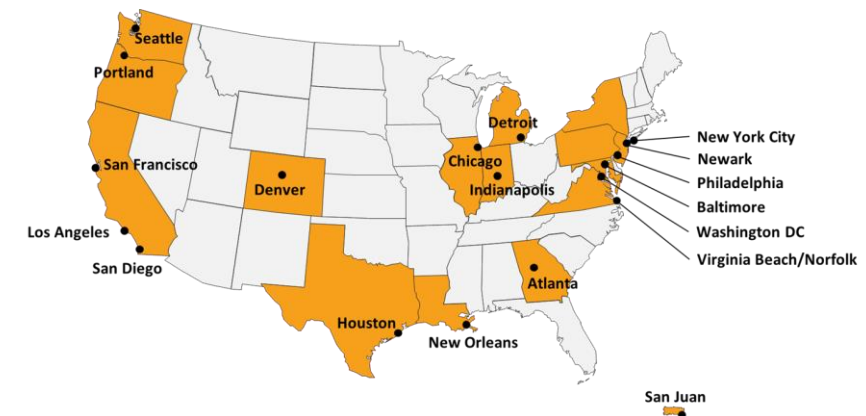 Seattle
Portland
Detroit
New York City
Newark
Chicago
San Francisco
Philadelphia
Denver
Indianapolis
Baltimore
Los Angeles
Washington DC
San Diego
Virginia Beach/Norfolk
Atlanta
Houston
New Orleans
San Juan